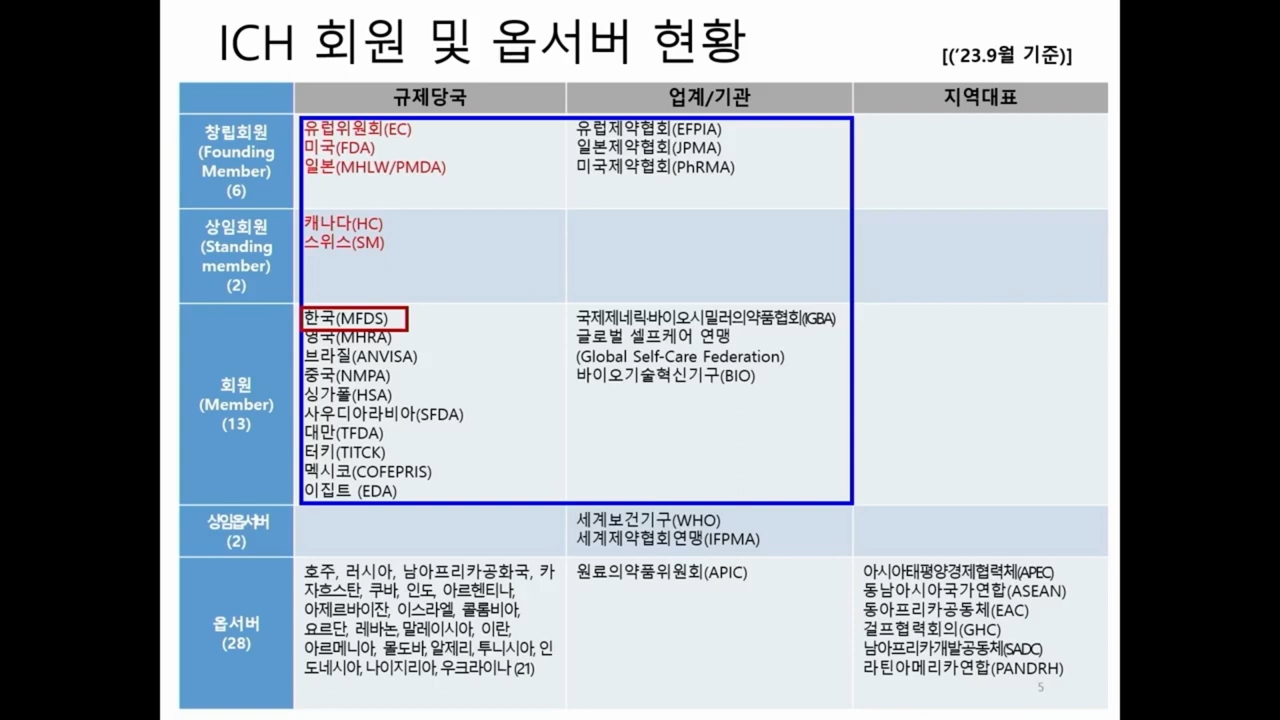 ICH 회원 및 옵서버 현황
[('23.9월 기준)]
규제당국
업계/기관
지역대표
창립회원
(Founding
Member)
(6)
유럽위원회(EC)
미국(FDA)
일본(MHLW/PMDA)
유럽제약협회(EFPIA)
일본제약협회(JPMA)
미국제약협회(PhRMA)
상임회원
(Standing
member)
(2)
캐나다(HC)
스위스(SM)
회원
(Member)
(13)
한국(MFDS)
영국(MHRA)
브라질(ANVISA)
중국(NMPA)
싱가폴(HSA)
사우디아라비아(SFDA)
대만(TFDA)
터키(TITCK)
멕시코(COFEPRIS)
이집트 (EDA)
국제제네릭·바이오시밀러의약품협회(IGBA)
글로벌 셀프케어 연맹
(Global Self-Care Federation)
바이오기술혁신기구(BIO)
상임옵서버
(2)
세계보건기구(WHO)
세계제약협회연맹(IFPMA)
옵서버
(28)
호주, 러시아, 남아프리카공화국, 카
자흐스탄, 쿠바, 인도, 아르헨티나,
아제르바이잔, 이스라엘, 콜롬비아,
요르단, 레바논, 말레이시아, 이란,
아르메니아, 몰도바, 알제리, 투니시아, 인
도네시아, 나이지리아, 우크라이나 (21)
원료의약품위원회(APIC)
아시아태평양경제협력체(APEC)
동남아시아국가연합(ASEAN)
동아프리카공동체(EAC)
걸프협력회의(GHC)
남아프리카개발공동체(SADC)
라틴아메리카연합(PANDRH)
5